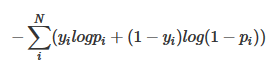 $-\sum_{i}^{N}(y_i log p_i + (1 - y_i)log(1 - p_i))$